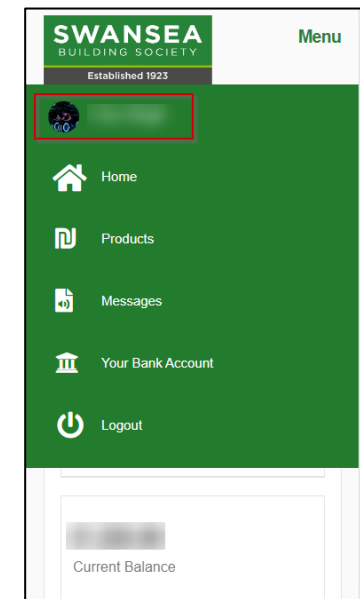 SWANSEA
BUILDING SOCIETY
Established 1923
Menu
Home
Products
Messages
Your Bank Account
Logout
Current Balance